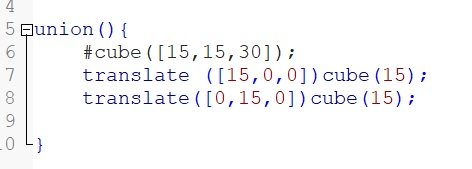 4
5 union(){
6 #cube([15,15,30]);
7 translate ([15,0,0])cube(15);
8 translate([0,15,0])cube(15);
9
0 }